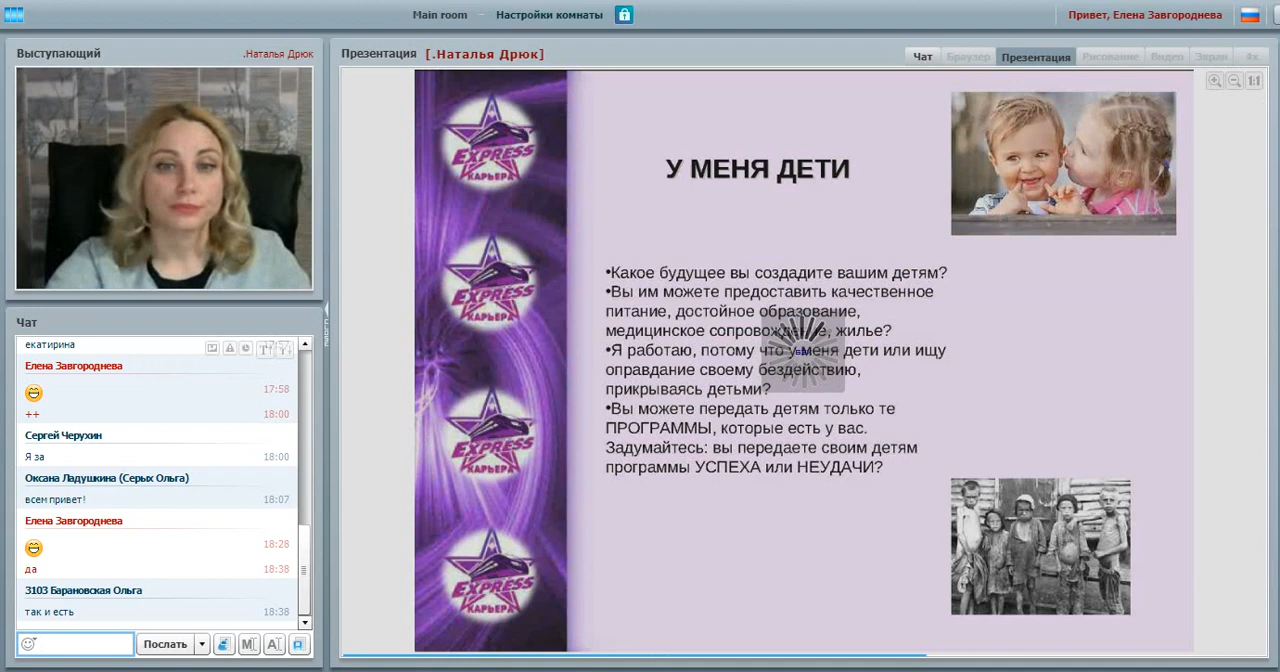 Main room
Настройки комнаты
Привет, Елена Завгороднева
Выступающий
.Наталья Дрюк
Презентация [.Наталья Дрюк]
Чат
Браузер
Презентация
Рисование
Видео
Экран
1:1
EXPRESS
КАРЬЕРА
EXPRESS
КАРЬЕРА
EXPRESS
КАРЬЕРА
EXPRESS
КАРЬЕРА
У МЕНЯ ДЕТИ
•Какое будущее вы создадите вашим детям?
•Вы им можете предоставить качественное
питание, достойное образование,
медицинское сопровождение, жилье?
•Я работаю, потому что у меня дети или ищу
оправдание своему бездействию,
прикрываясь детьми?
•Вы можете передать детям только те
ПРОГРАММЫ, которые есть у вас.
Задумайтесь: вы передаете своим детям
программы УСПЕХА или НЕУДАЧИ?
Чат
екатирина
Елена Завгороднева
17:58
++ 18:00
Сергей Черухин
Я за 18:00
Оксана Ладушкина (Серых Ольга)
всем привет! 18:07
Елена Завгороднева
18:28
да 18:38
3103 Барановская Ольга
так и есть 18:38
Послать